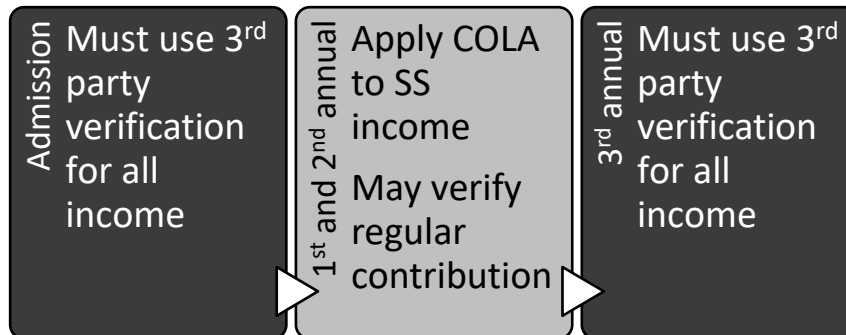 Admission
Must use 3rd
party
verification
for all
income
1st and 2nd annual
Apply COLA
to SS
income
May verify
regular
contribution
3rd annual
Must use 3rd
party
verification
for all
income